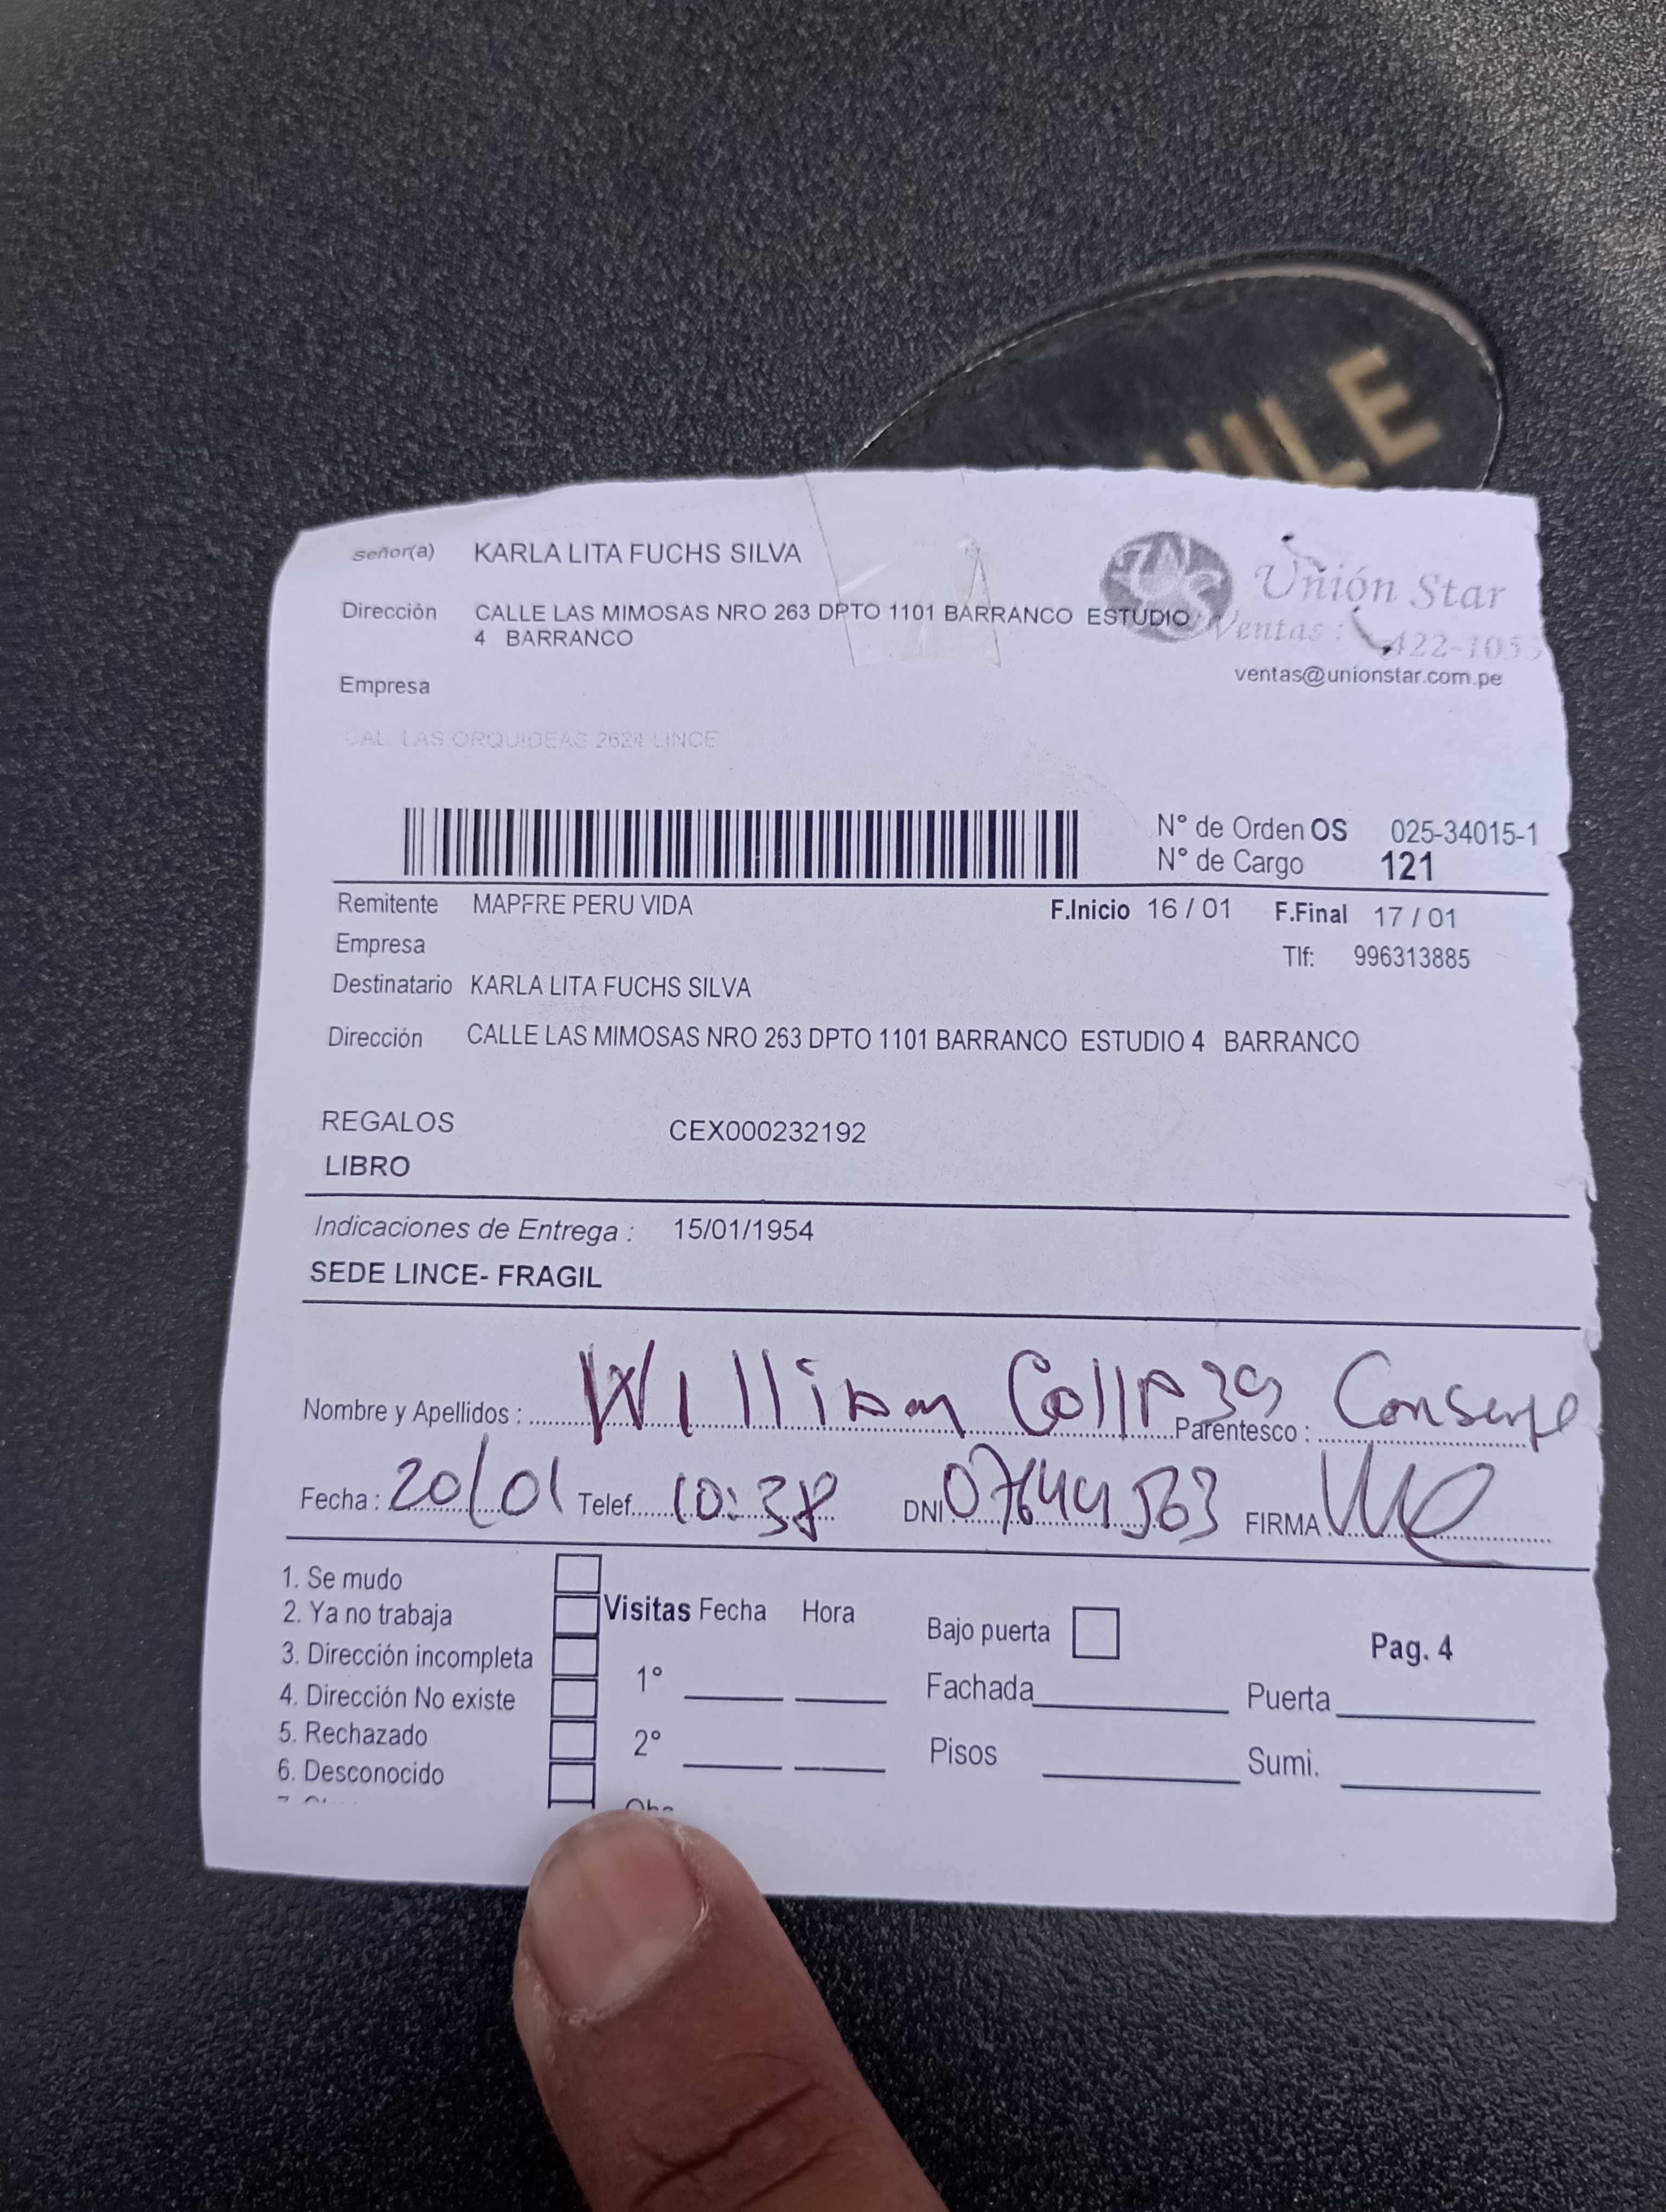 Señor(a) KARLA LITA FUCHS SILVA
Unión Star
Dirección CALLE LAS MIMOSAS NRO 263 DPTO 1101 BARRANCO ESTUDIO
4 BARRANCO
Ventas : 422-105
ventas@unionstar.com.pe
Empresa
CAL. LAS ORQUIDEAS 2624 LINCE
N° de Orden OS 025-34015-1
N° de Cargo 121
Remitente MAPFRE PERU VIDA F.Inicio 16 / 01 F.Final 17 / 01
Empresa Tlf: 996313885
Destinatario KARLA LITA FUCHS SILVA
Dirección CALLE LAS MIMOSAS NRO 263 DPTO 1101 BARRANCO ESTUDIO 4 BARRANCO
REGALOS CEX000232192
LIBRO
Indicaciones de Entrega : 15/01/1954
SEDE LINCE- FRAGIL
Nombre y Apellidos : William Parentesco : Conserje
Fecha : 20/01 Telef. 10:38 DNI 07644563 FIRMA
1. Se mudo
2. Ya no trabaja
3. Dirección incompleta
4. Dirección No existe
5. Rechazado
6. Desconocido
Visitas Fecha Hora
1°
2°
Bajo puerta
Pag. 4
Fachada Puerta
Pisos Sumi.